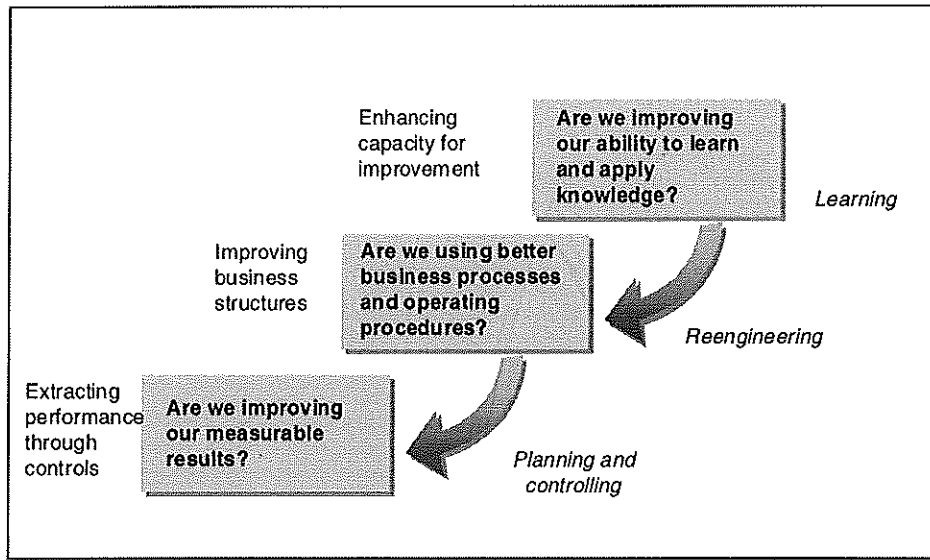 Enhancing
capacity for
improvement
Are we improving
our ability to learn
and apply
knowledge?
Learning
Improving
business
structures
Are we using better
business processes
and operating
procedures?
Reengineering
Extracting
performance
through
controls
Are we improving
our measurable
results?
Planning and
controlling